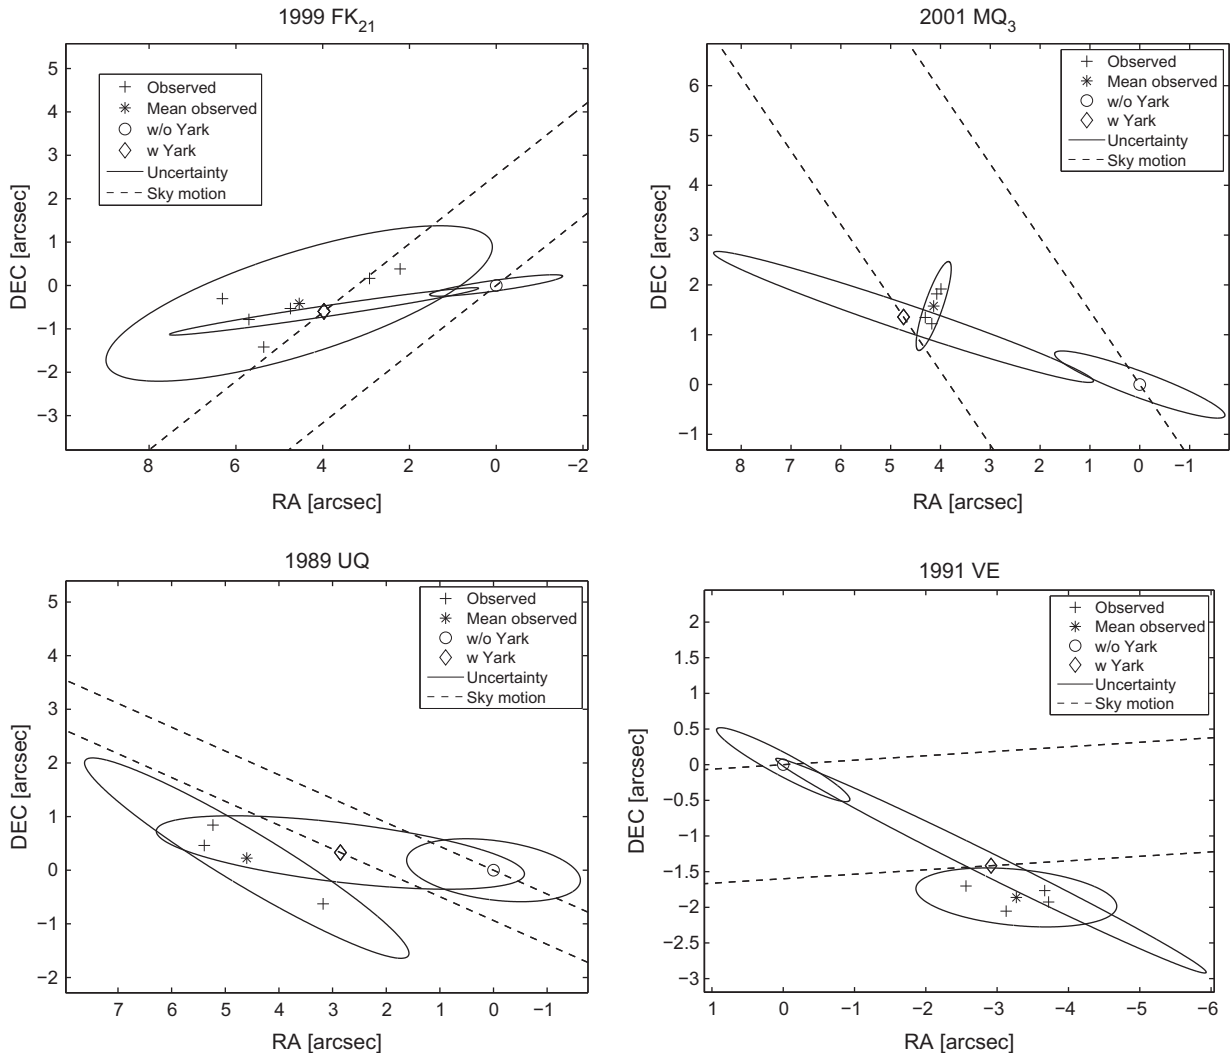 1999 FK21
5
4
3
2
1
0
−1
−2
−3
8
6
4
2
0
−2
DEC [arcsec]
RA [arcsec]
Observed
Mean observed
w/o Yark
w Yark
Uncertainty
Sky motion
2001 MQ3
6
5
4
3
2
1
0
−1
8
7
6
5
4
3
2
1
0
−1
DEC [arcsec]
RA [arcsec]
Observed
Mean observed
w/o Yark
w Yark
Uncertainty
Sky motion
1989 UQ
5
4
3
2
1
0
−1
−2
7
6
5
4
3
2
1
0
−1
DEC [arcsec]
RA [arcsec]
Observed
Mean observed
w/o Yark
w Yark
Uncertainty
Sky motion
1991 VE
2
1.5
1
0.5
0
−0.5
−1
−1.5
−2
−2.5
−3
1
0
−1
−2
−3
−4
−5
−6
DEC [arcsec]
RA [arcsec]
Observed
Mean observed
w/o Yark
w Yark
Uncertainty
Sky motion